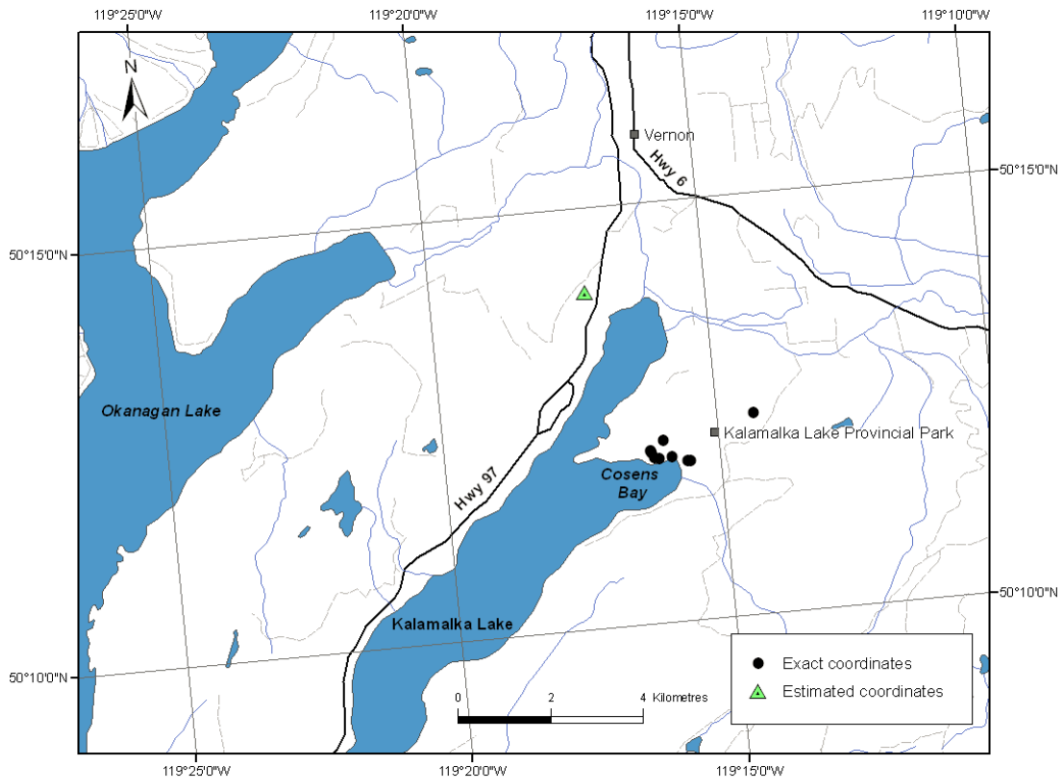 119°25'0"W
119°20'0"W
119°15'0"W
119°10'0"W
N
Vernon
Hwy 6
50°15'0"N
50°15'0"N
Okanagan Lake
Kalamalka Lake Provincial Park
Cosens
Bay
Hwy 97
50°10'0"N
Kalamalka Lake
50°10'0"N
Exact coordinates
Estimated coordinates
0 2 4 Kilometres
119°25'0"W
119°20'0"W
119°15'0"W